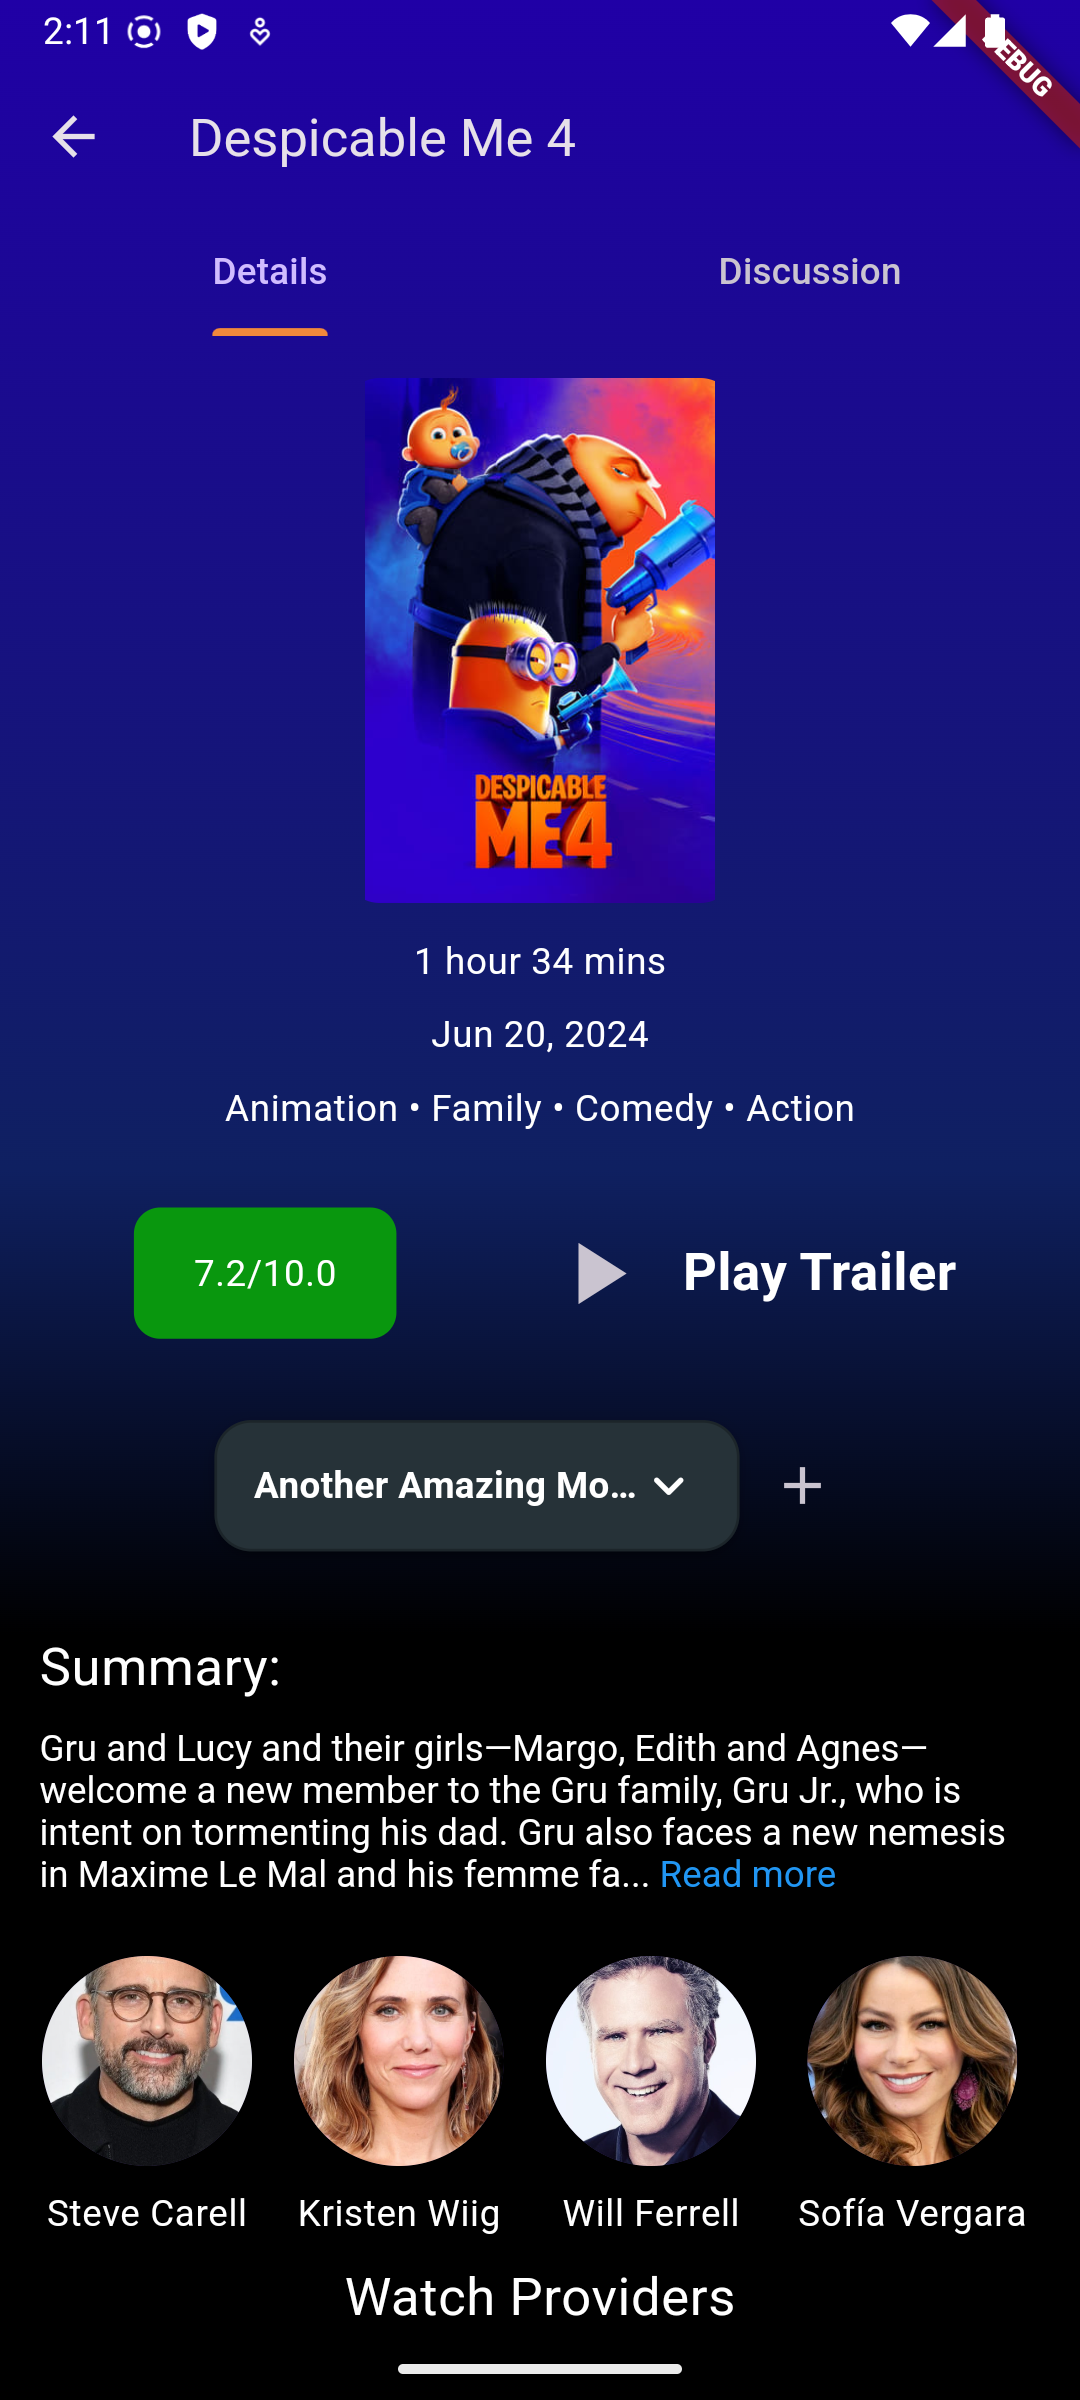 2:11
DEBUG
Despicable Me 4
Details
Discussion
DESPICABLE
ME4
1 hour 34 mins
Jun 20, 2024
Animation • Family • Comedy • Action
7.2/10.0
Play Trailer
Another Amazing Mo...
Summary:
Gru and Lucy and their girls—Margo, Edith and Agnes—
welcome a new member to the Gru family, Gru Jr., who is
intent on tormenting his dad. Gru also faces a new nemesis
in Maxime Le Mal and his femme fa... Read more
Steve Carell
Kristen Wiig
Will Ferrell
Sofía Vergara
Watch Providers